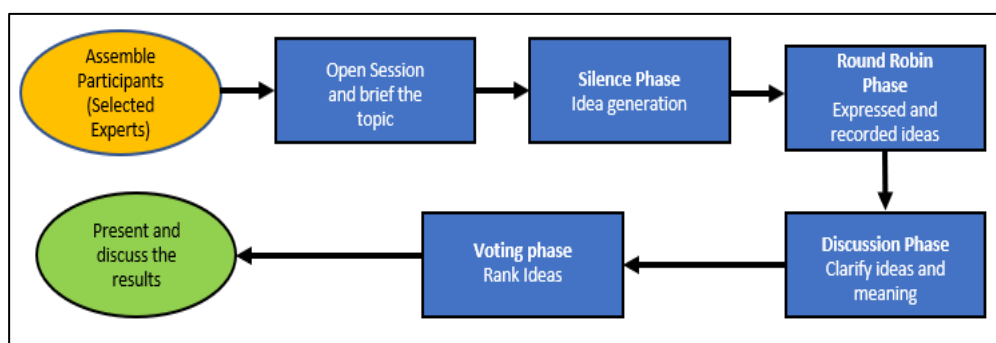 Assemble
Participants
(Selected
Experts)
Open Session
and brief the
topic
Silence Phase
Idea generation
Round Robin
Phase
Expressed and
recorded ideas
Discussion Phase
Clarify ideas and
meaning
Voting phase
Rank Ideas
Present and
discuss the
results